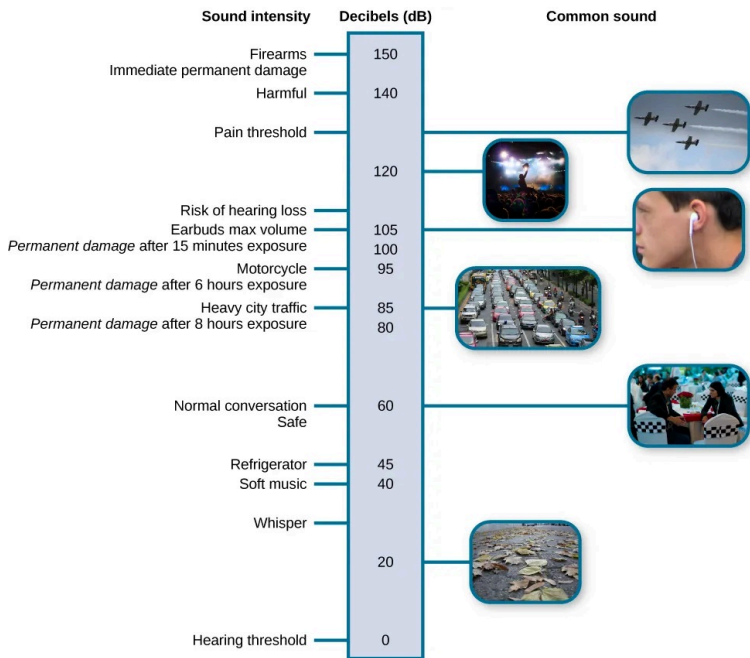 Sound intensity Decibels (dB) Common sound
Firearms 150
Immediate permanent damage
Harmful 140
Pain threshold
120
Risk of hearing loss
Earbuds max volume 105
Permanent damage after 15 minutes exposure 100
Motorcycle 95
Permanent damage after 6 hours exposure
Heavy city traffic 85
Permanent damage after 8 hours exposure 80
Normal conversation 60
Safe
Refrigerator 45
Soft music 40
Whisper
20
Hearing threshold 0